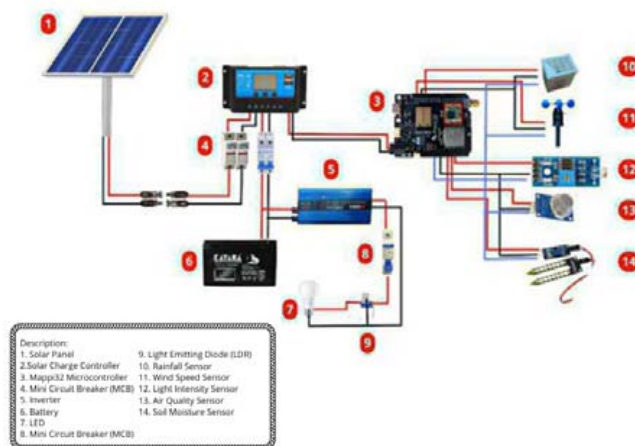 1
2
3
4
5
6
7
8
9
10
11
12
13
14
Description:
1. Solar Panel
2.Solar Charge Controller
3. Mappi32 Microcontroller
4. Mini Circuit Breaker (MCB)
5. Inverter
6. Battery
7. LED
8. Mini Circuit Breaker (MCB)
9. Light Emitting Diode (LDR)
10. Rainfall Sensor
11. Wind Speed Sensor
12. Light Intensity Sensor
13. Air Quality Sensor
14. Soil Moisture Sensor